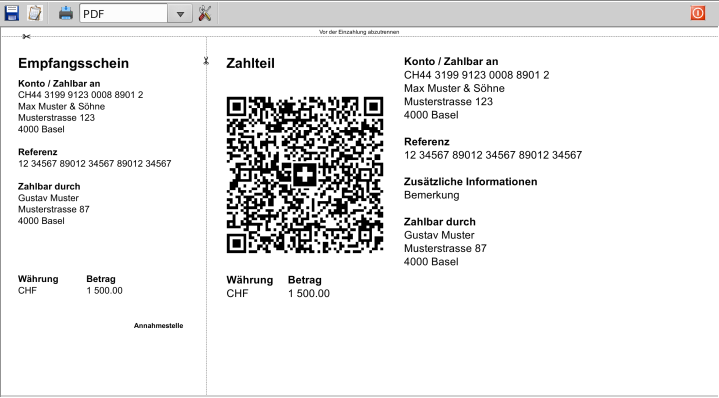 PDF
Vor der Einzahlung abzutrennen
Empfangsschein
Konto / Zahlbar an
CH44 3199 9123 0008 8901 2
Max Muster & Söhne
Musterstrasse 123
4000 Basel
Referenz
12 34567 89012 34567 89012 34567
Zahlbar durch
Gustav Muster
Musterstrasse 87
4000 Basel
Währung Betrag
CHF 1 500.00
Annahmestelle
Zahlteil
Währung Betrag
CHF 1 500.00
Konto / Zahlbar an
CH44 3199 9123 0008 8901 2
Max Muster & Söhne
Musterstrasse 123
4000 Basel
Referenz
12 34567 89012 34567 89012 34567
Zusätzliche Informationen
Bemerkung
Zahlbar durch
Gustav Muster
Musterstrasse 87
4000 Basel